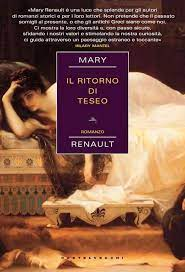 «Mary Renault è una luce che splende per gli autori
di romanzi storici e per i loro lettori. Non pretende che il passato
somigli al presente, o che gli antichi Greci siano come noi.
Ci mostra la loro diversità e, con passo sicuro,
sfidando i nostri valori e stimolando la nostra curiosità,
ci guida attraverso un paesaggio estraneo e toccante»
HILARY MANTEL
MARY
IL RITORNO DI
TESEO
ROMANZO
RENAULT
CASTELVECCHI